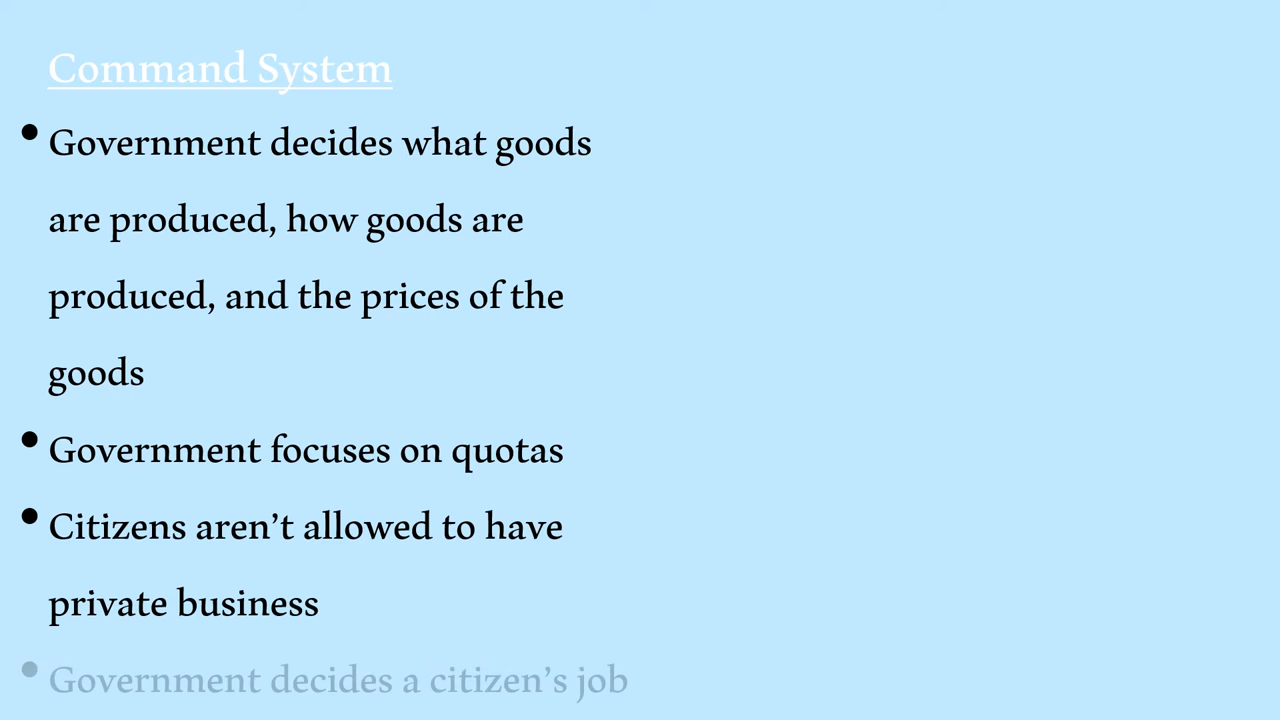 Command System
• Government decides what goods
are produced, how goods are
produced, and the prices of the
goods
• Government focuses on quotas
• Citizens aren’t allowed to have
private business
• Government decides a citizen’s job